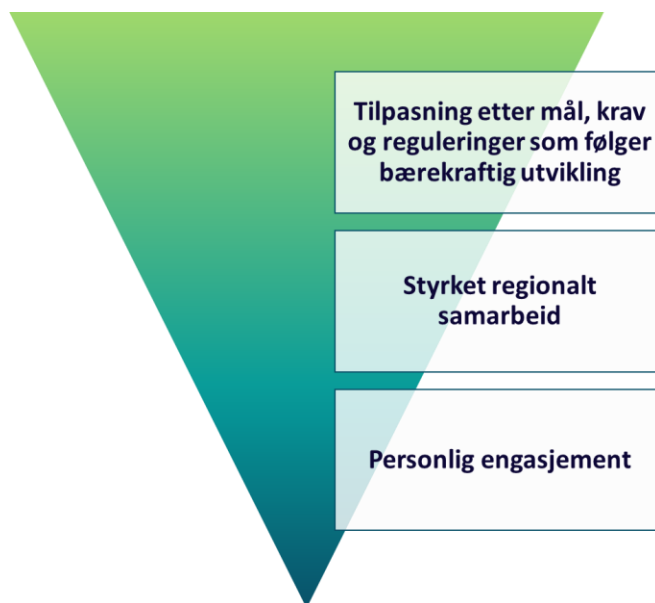 Tilpasning etter mål, krav
og reguleringer som følger
bærekraftig utvikling
Styrket regionalt
samarbeid
Personlig engasjement